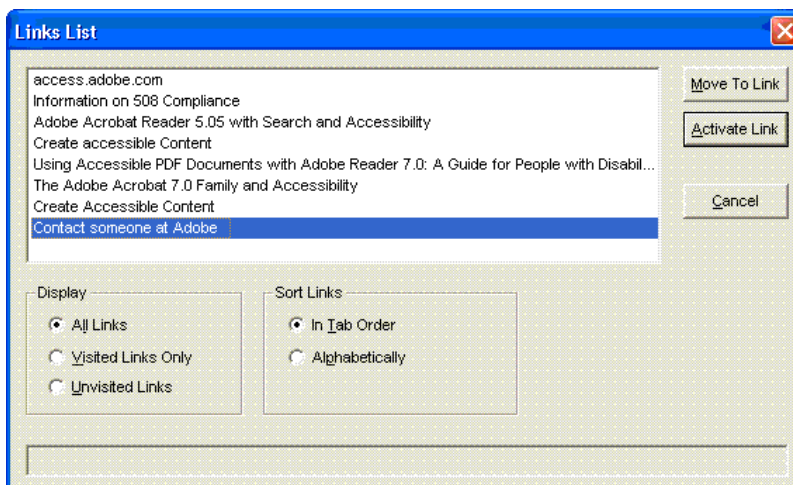 Links List
access.adobe.com
Information on 508 Compliance
Adobe Acrobat Reader 5.05 with Search and Accessibility
Create accessible Content
Using Accessible PDF Documents with Adobe Reader 7.0: A Guide for People with Disabil...
The Adobe Acrobat 7.0 Family and Accessibility
Create Accessible Content
Contact someone at Adobe
Move To Link
Activate Link
Cancel
Display
All Links
Visited Links Only
Unvisited Links
Sort Links
In Tab Order
Alphabetically